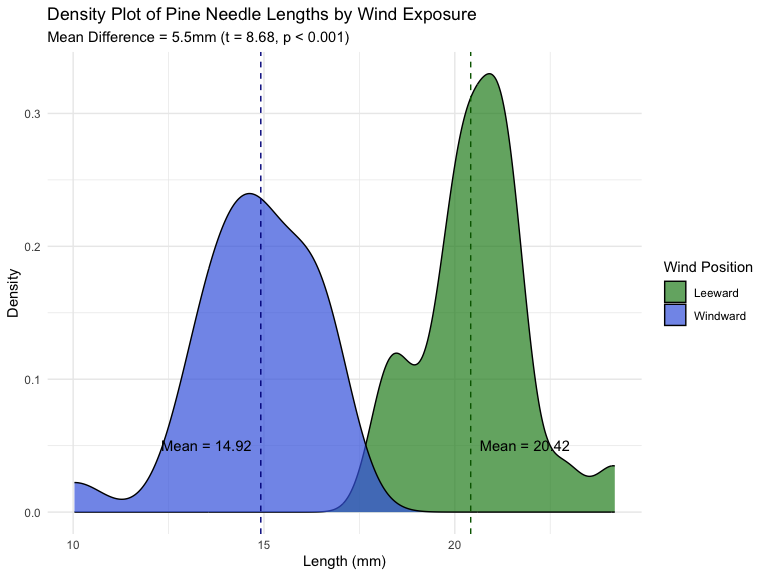 Density Plot of Pine Needle Lengths by Wind Exposure
Mean Difference = 5.5mm (t = 8.68, p < 0.001)
0.3
0.2
0.1
0.0
Density
Mean = 14.92
Mean = 20.42
10
15
20
Length (mm)
Wind Position
Leeward
Windward